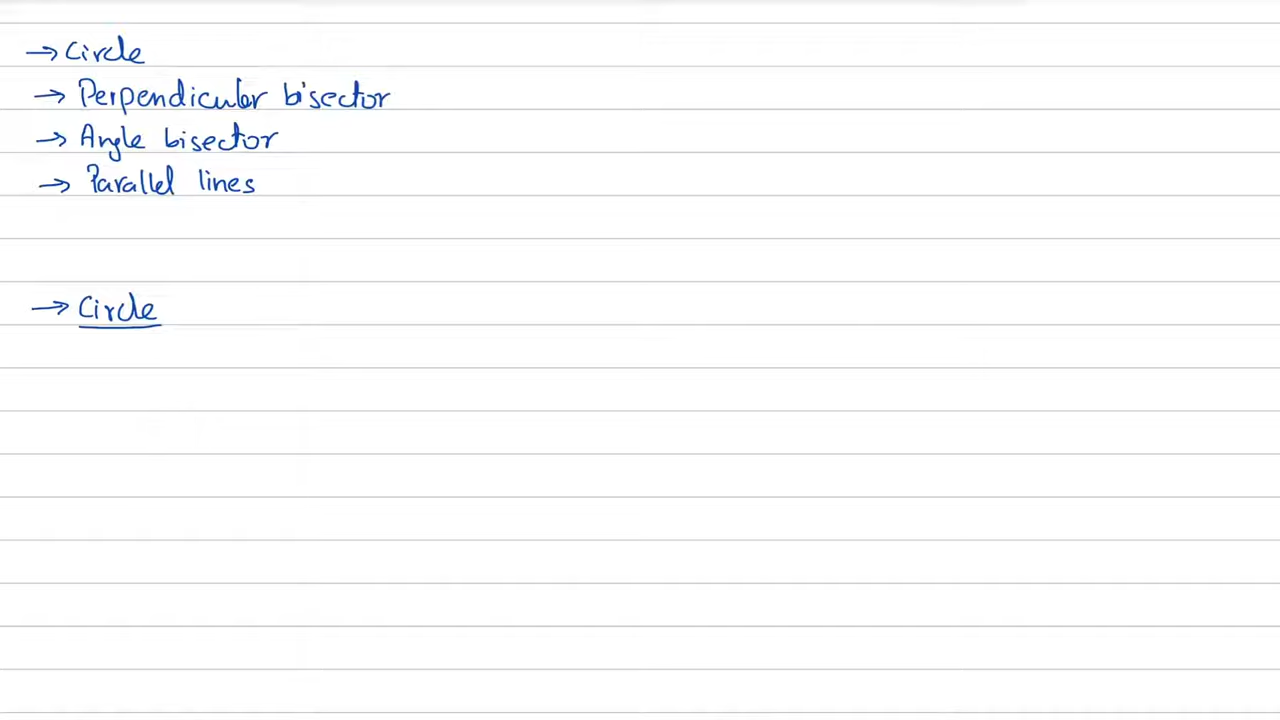 → Circle
→ Perpendicular bisector
→ Angle bisector
→ Parallel lines
→ Circle